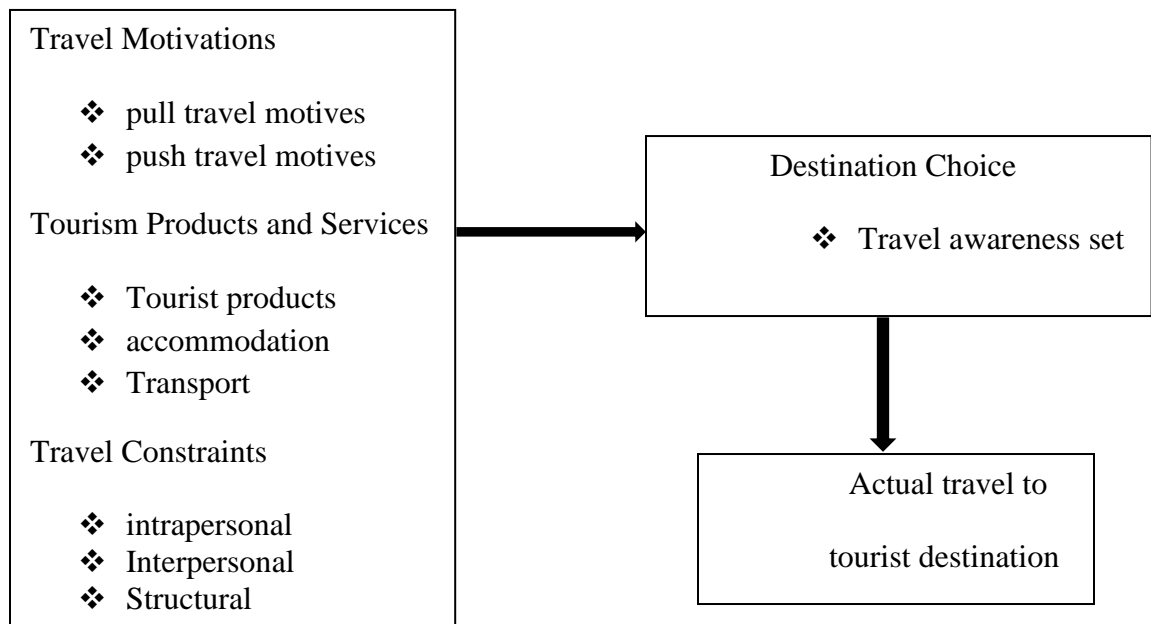 Travel Motivations
❖ pull travel motives
❖ push travel motives
Tourism Products and Services
❖ Tourist products
❖ accommodation
❖ Transport
Travel Constraints
❖ intrapersonal
❖ Interpersonal
❖ Structural
Destination Choice
❖ Travel awareness set
Actual travel to
tourist destination